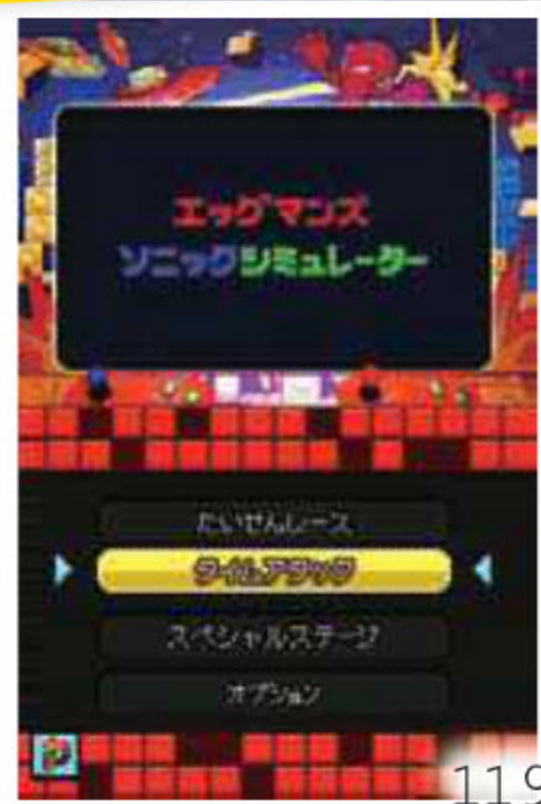 エッグマンズ
ソニックシミュレーター
たいせんレース
タイムアタック
スペシャルステージ
オプション
119